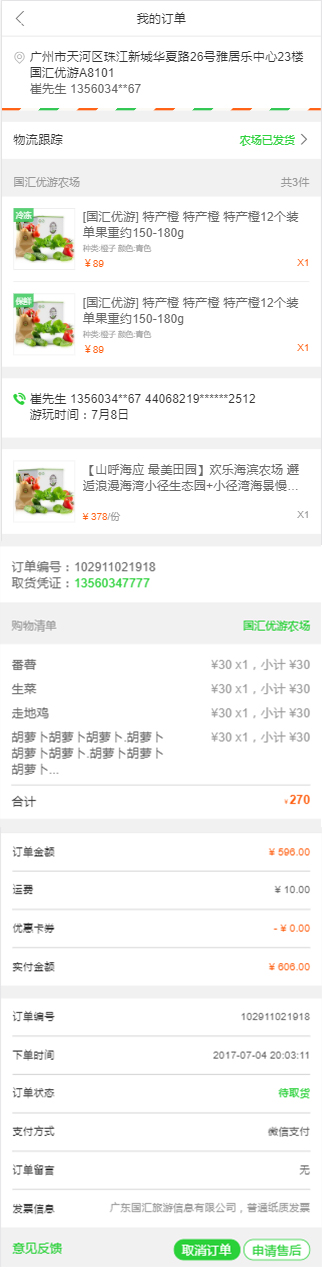 我的订单
广州市天河区珠江新城华夏路26号雅居乐中心23楼
国汇优游A8101
崔先生 1356034**67
物流跟踪 农场已发货
国汇优游农场 共3件
冷冻
[国汇优游] 特产橙 特产橙 特产橙12个装
单果重约150-180g
种类:橙子 颜色:青色
￥89 X1
保鲜
[国汇优游] 特产橙 特产橙 特产橙12个装
单果重约150-180g
种类:橙子 颜色:青色
￥89 X1
崔先生 1356034**67 44068219******2512
游玩时间：7月8日
【山呼海应 最美田园】欢乐海滨农场 邂
逅浪漫海湾小径生态园+小径湾海景慢...
¥ 378/份 X1
订单编号：102911021918
取货凭证：13560347777
购物清单 国汇优游农场
番薯 ¥30 x1，小计 ¥30
生菜 ¥30 x1，小计 ¥30
走地鸡 ¥30 x1，小计 ¥30
胡萝卜胡萝卜胡萝卜.胡萝卜 ¥30 x1，小计 ¥30
胡萝卜胡萝卜.胡萝卜胡萝卜
胡萝卜...
合计 ¥270
订单金额 ¥ 596.00
运费 ¥ 10.00
优惠卡券 - ¥ 0.00
实付金额 ¥ 606.00
订单编号 102911021918
下单时间 2017-07-04 20:03:11
订单状态 待取货
支付方式 微信支付
订单留言 无
发票信息 广东国汇旅游信息有限公司，普通纸质发票
意见反馈 取消订单 申请售后